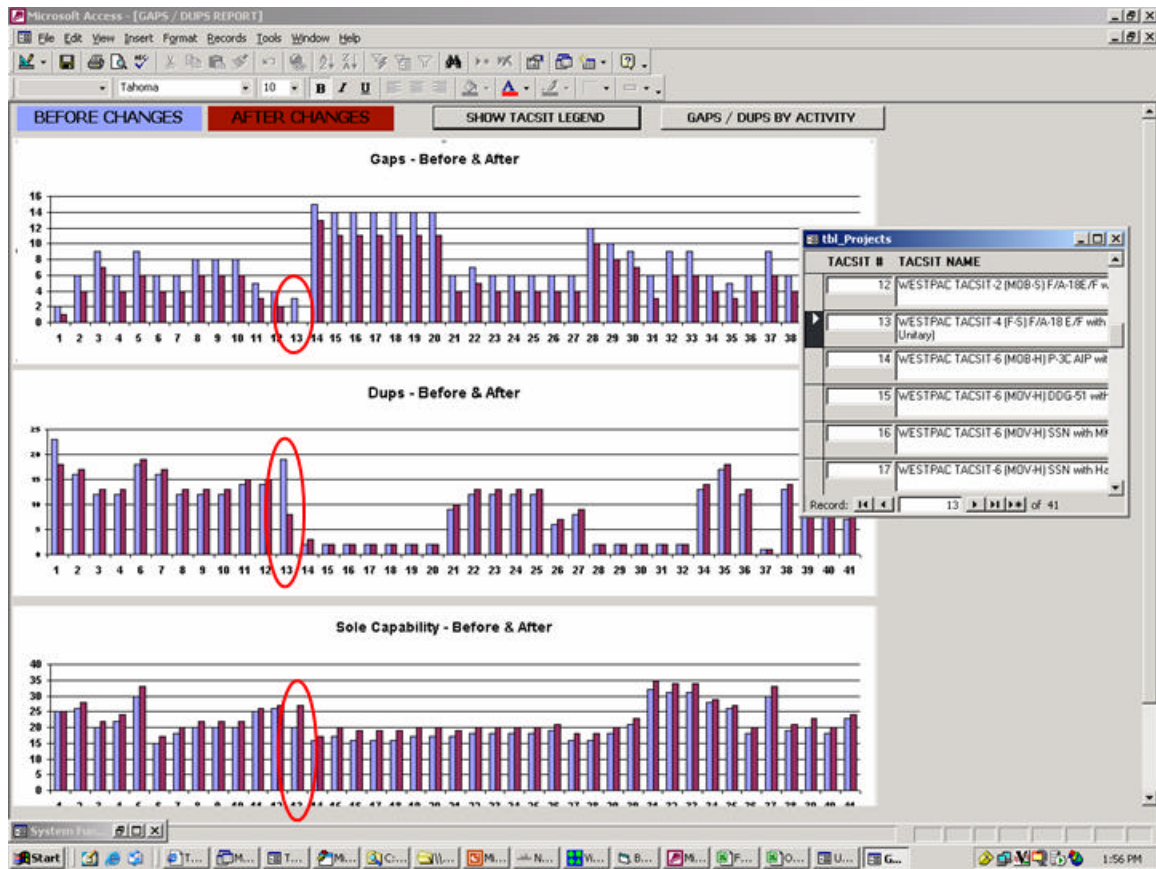 Microsoft Access - [GAPS / DUPS REPORT]
File Edit View Insert Format Records Tools Window Help
Tahoma 10 B I U
BEFORE CHANGES AFTER CHANGES SHOW TACSIT LEGEND GAPS / DUPS BY ACTIVITY
Gaps - Before & After
16
14
12
10
8
6
4
2
0
1 2 3 4 6 7 8 9 10 11 12 13 14 15 16 17 18 19 20 21 22 23 24 25 26 27 28 29 30 31 32 34 35 36 37 38
tbl_Projects
TACSIT # TACSIT NAME
12 WESTPAC TACSIT-2 (MOB-S) F/A-18E/F
13 WESTPAC TACSIT-4 (F-S) F/A-18 E/F with
Unitary)
14 WESTPAC TACSIT-6 (MOB-H) P-3C AIP
15 WESTPAC TACSIT-6 (MOV-H) DDG-51 with
16 WESTPAC TACSIT-6 (MOV-H) SSN with
17 WESTPAC TACSIT-6 (MOV-H) SSN with
Record: 13 of 41
Dups - Before & After
25
20
15
10
5
0
1 2 3 4 6 7 8 9 10 11 12 13 14 15 16 17 18 19 20 21 22 23 24 25 26 27 28 29 30 31 32 34 35 36 37 38 39 40 41
Sole Capability - Before & After
40
35
30
25
20
15
10
5
0
System
Start 1:56 PM